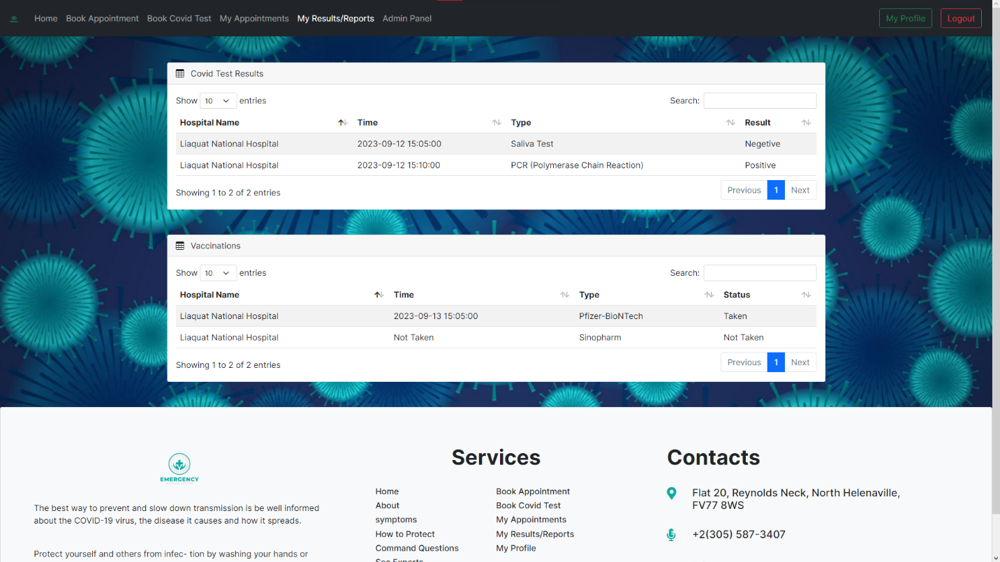 Home Book Appointment Book Covid Test My Appointments My Results/Reports Admin Panel My Profile Logout
Covid Test Results
Show 10 entries Search:
Hospital Name Time Type Result
Liaquat National Hospital 2023-09-12 15:05:00 Saliva Test Negetive
Liaquat National Hospital 2023-09-12 15:10:00 PCR (Polymerase Chain Reaction) Positive
Showing 1 to 2 of 2 entries Previous 1 Next
Vaccinations
Show 10 entries Search:
Hospital Name Time Type Status
Liaquat National Hospital 2023-09-13 15:05:00 Pfizer-BioNTech Taken
Liaquat National Hospital Not Taken Sinopharm Not Taken
Showing 1 to 2 of 2 entries Previous 1 Next
EMERGENCY
The best way to prevent and slow down transmission is be well informed
about the COVID-19 virus, the disease it causes and how it spreads.
Protect yourself and others from infec- tion by washing your hands or
Services
Home
About
symptoms
How to Protect
Command Questions
See Experts
Book Appointment
Book Covid Test
My Appointments
My Results/Reports
My Profile
Contacts
Flat 20, Reynolds Neck, North Helenaville,
FV77 8WS
+2(305) 587-3407